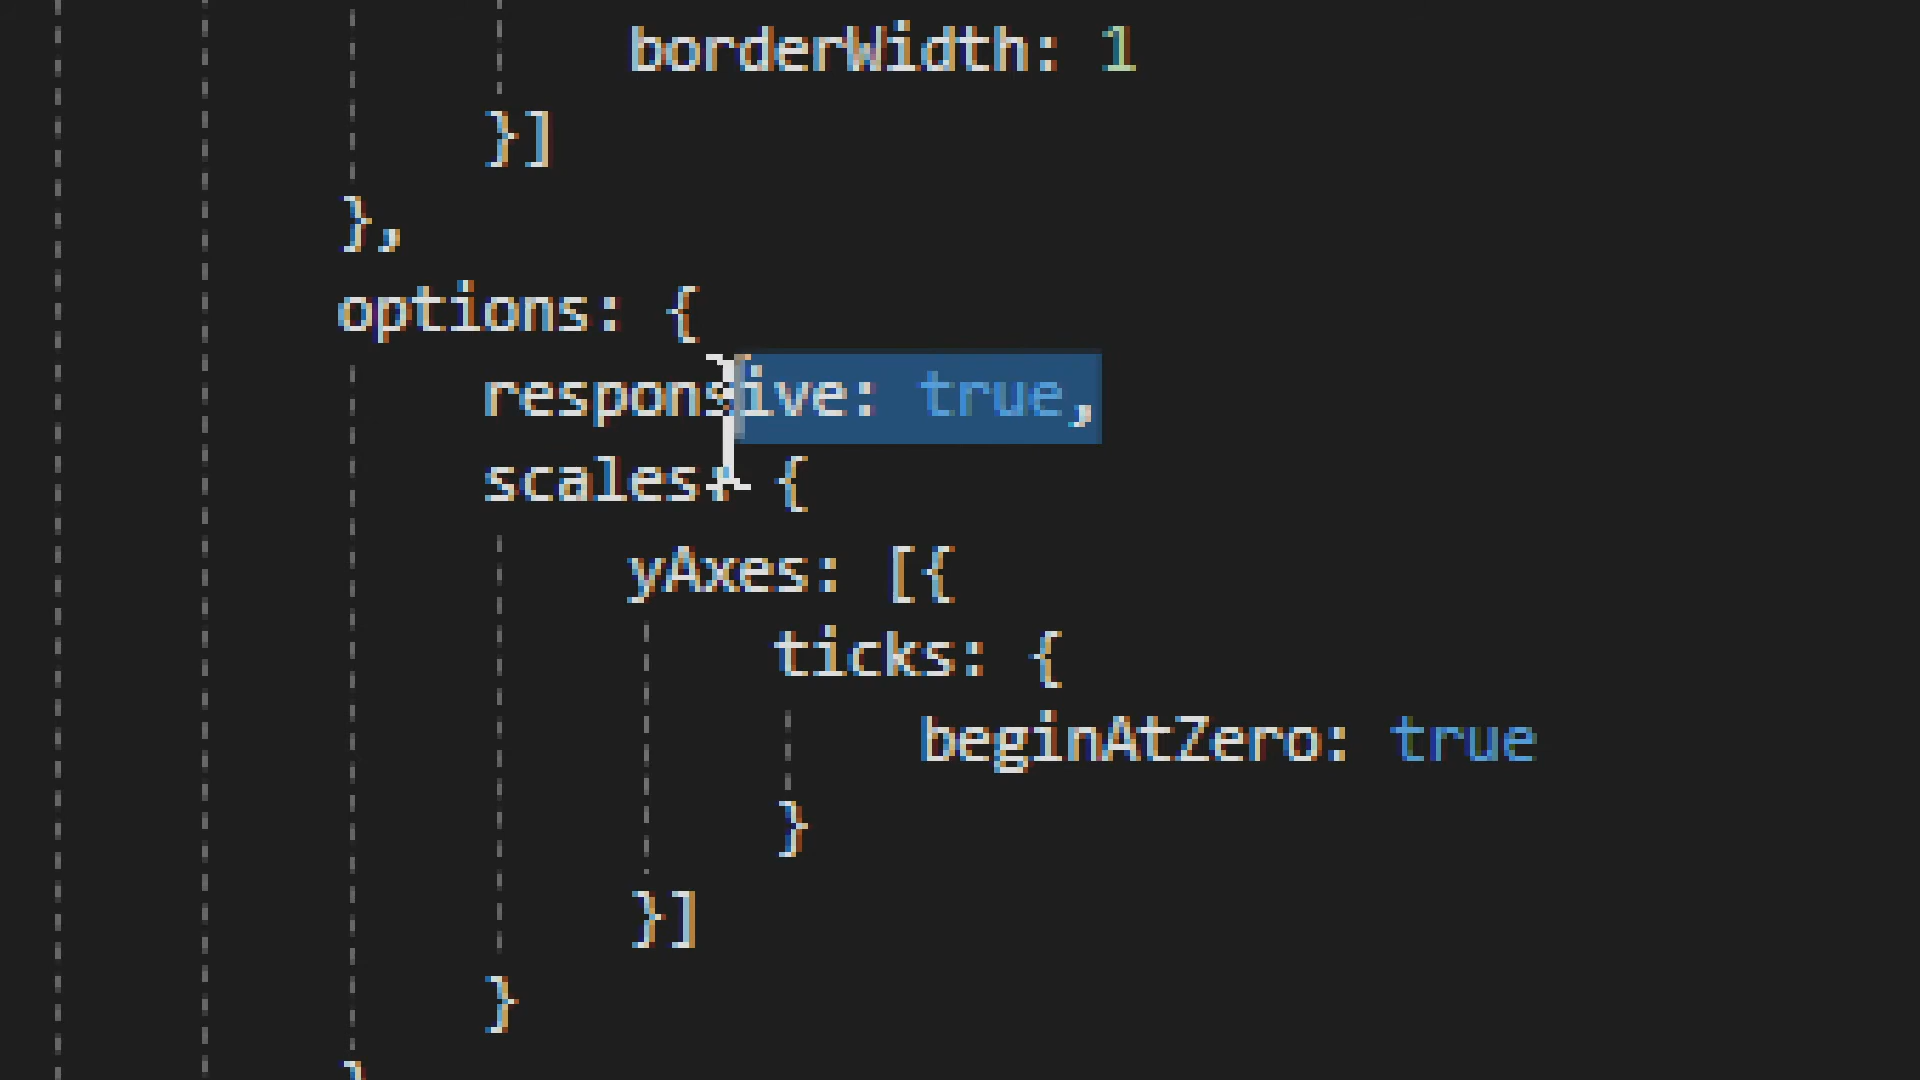 borderWidth: 1
}]
},
options: {
responsive: true,
scales: {
yAxes: [{
ticks: {
beginAtZero: true
}
}]
}
}